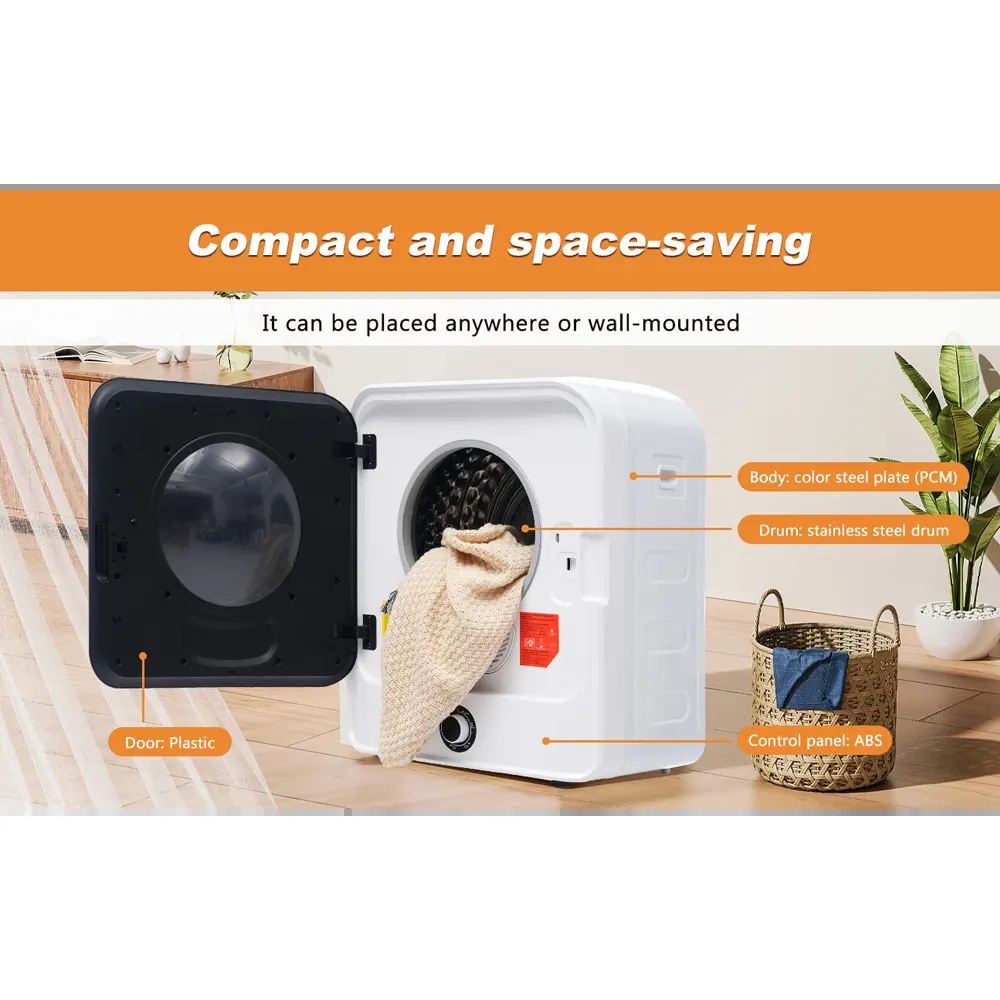 Compact and space-saving
It can be placed anywhere or wall-mounted
Body: color steel plate (PCM)
Drum: stainless steel drum
Door: Plastic
Control panel: ABS